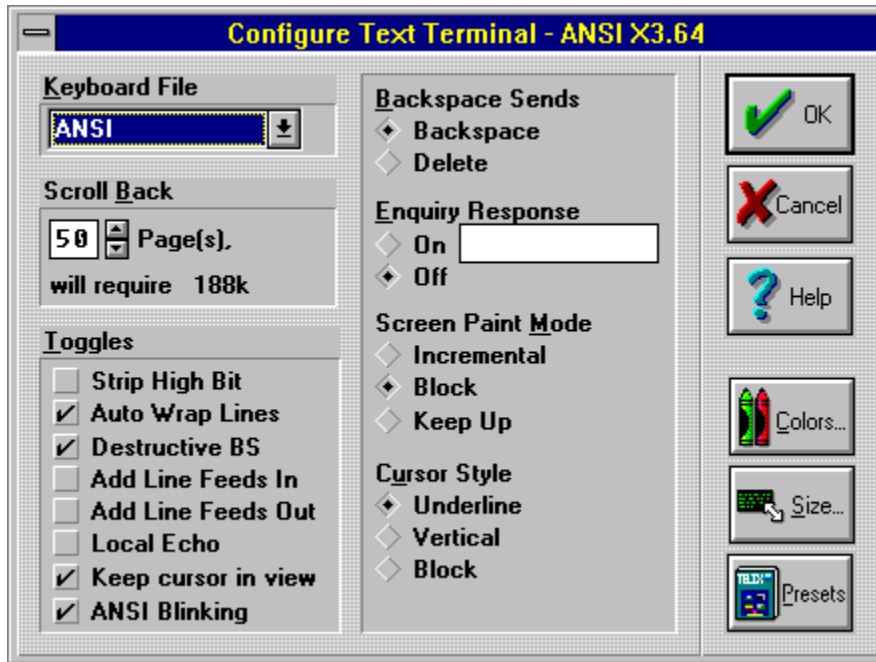 Configure Text Terminal - ANSI X3.64
Keyboard File
ANSI
Scroll Back
50 Page(s),
will require 188k
Toggles
Strip High Bit
Auto Wrap Lines
Destructive BS
Add Line Feeds In
Add Line Feeds Out
Local Echo
Keep cursor in view
ANSI Blinking
Backspace Sends
Backspace
Delete
Enquiry Response
On
Off
Screen Paint Mode
Incremental
Block
Keep Up
Cursor Style
Underline
Vertical
Block
OK
Cancel
Help
Colors...
Size...
TELIX
Presets